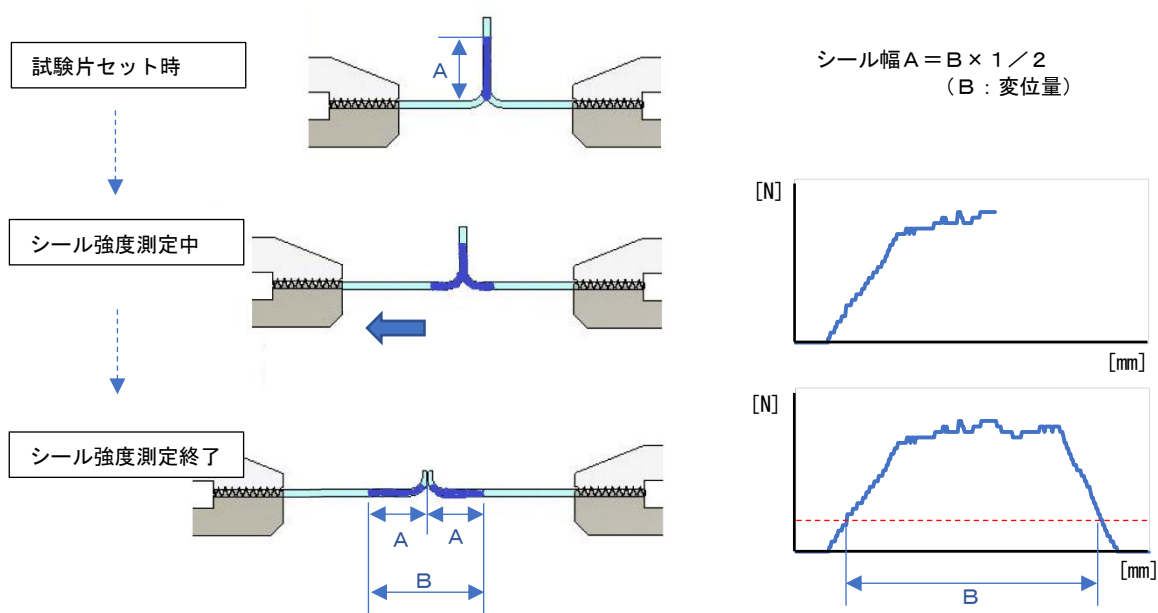 試験片セット時
A
シール幅A=B×1/2
(B:変位量)
シール強度測定中
[N]
[mm]
シール強度測定終了
A
A
B
[N]
[mm]
B